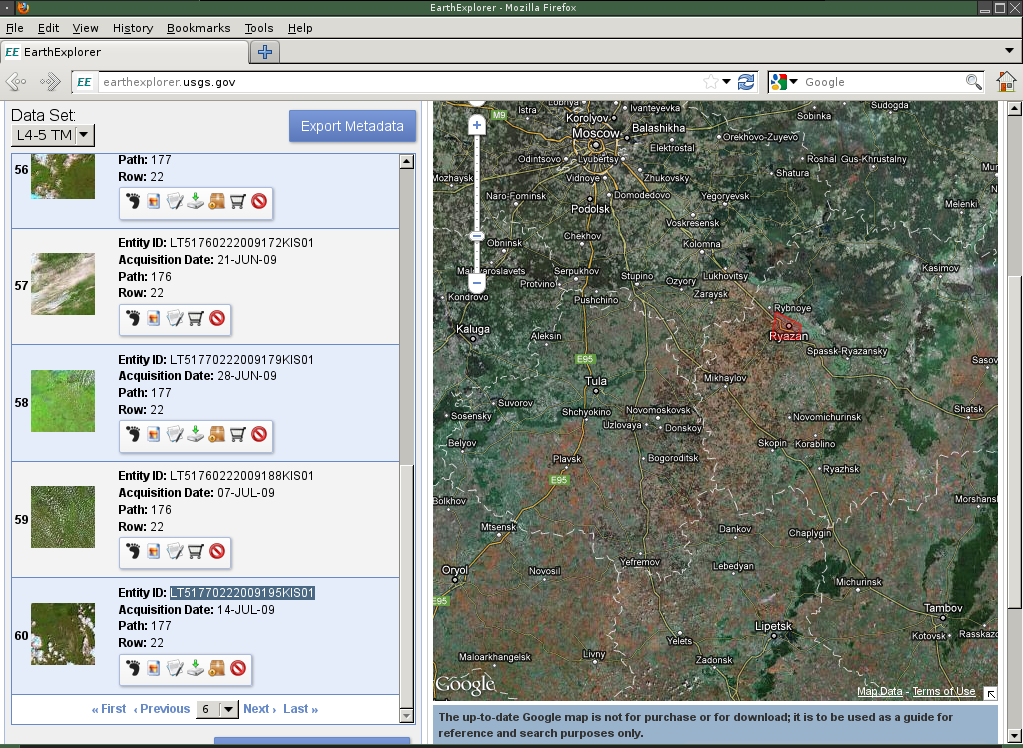 EarthExplorer - Mozilla Firefox
File Edit View History Bookmarks Tools Help
EE EarthExplorer
EE earthexplorer.usgs.gov
Google
Data Set:
L4-5 TM
Export Metadata
56
Path: 177
Row: 22
57
Entity ID: LT51760222009172KIS01
Acquisition Date: 21-JUN-09
Path: 176
Row: 22
58
Entity ID: LT51770222009179KIS01
Acquisition Date: 28-JUN-09
Path: 177
Row: 22
59
Entity ID: LT51760222009188KIS01
Acquisition Date: 07-JUL-09
Path: 176
Row: 22
60
Entity ID: LT51770222009195KIS01
Acquisition Date: 14-JUL-09
Path: 177
Row: 22
« First ‹ Previous 6 Next › Last »
Istra
Ivanteyevka
Sudogda
M9
Korolyov
Sobinka
Moscow
Balashikha
Orekhovo-Zuyevo
Elektrostal
Odintsovo
Lyubertsy
Roshal
Gus-Khrustalny
Vidnoye
Zhukovsky
Shatura
Mozhaysk
Naro-Fominsk
Domodedovo
Yegoryevsk
Melenki
Podolsk
Voskresensk
Chekhov
Obninsk
Kolomna
Maloyaroslavets
Serpukhov
Stupino
Lukhovitsy
Kasimov
Protvino
Ozyory
Kondrovo
Pushchino
Zaraysk
Rybnoye
Kaluga
Aleksin
Ryazan
E95
Spassk-Ryazansky
Sasov
Tula
Mikhaylov
Suvorov
Shchyokino
Novomoskovsk
Shatsk
Sosensky
Uzlovaya
Donskoy
Novomichurinsk
Belyov
Skopin
Korablino
Plavsk
Bogoroditsk
Ryazhsk
E95
Bolkhov
Morshans
Mtsensk
Dankov
Chaplygin
Yefremov
Lebedyan
Oryol
Novosil
Michurinsk
E95
Tambov
Lipetsk
Kotovsk
Rasskazo
Yelets
Maloarkhangelsk
Livny
Zadonsk
Google
Map Data - Terms of Use
The up-to-date Google map is not for purchase or for download; it is to be used as a guide for
reference and search purposes only.